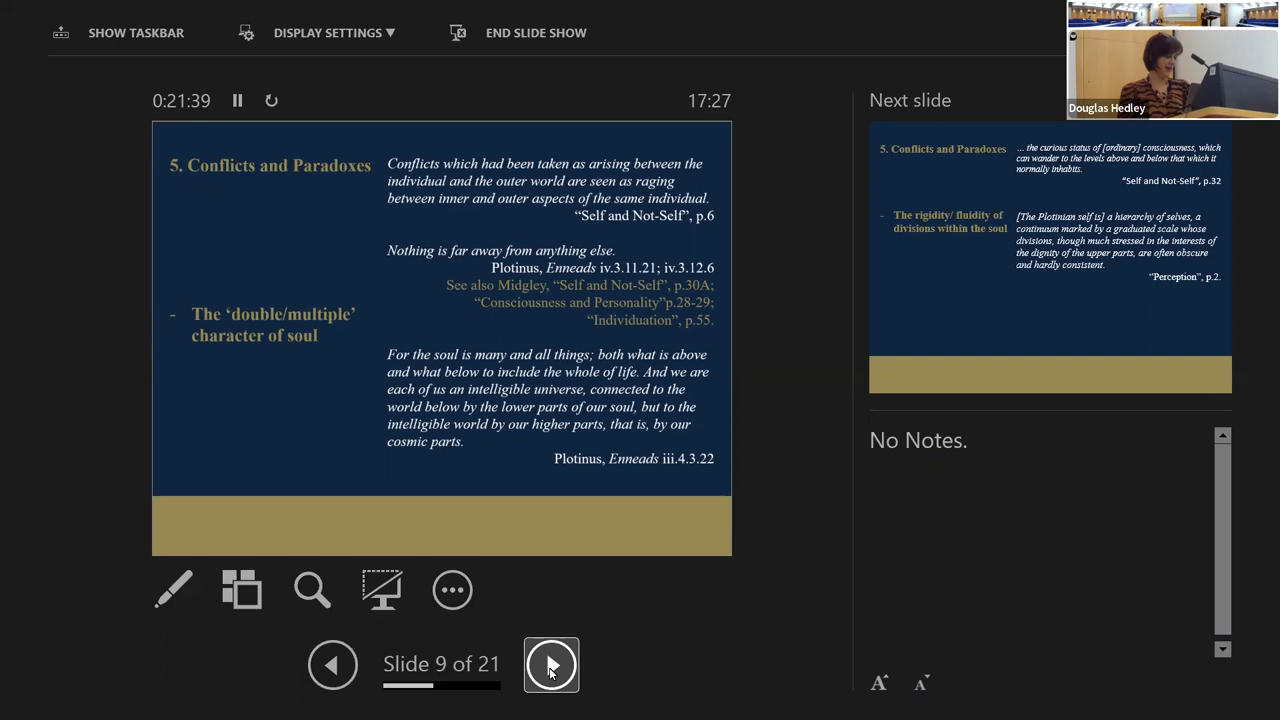 SHOW TASKBAR
DISPLAY SETTINGS ▼
END SLIDE SHOW
0:21:39
17:27
5. Conflicts and Paradoxes
Conflicts which had been taken as arising between the
individual and the outer world are seen as raging
between inner and outer aspects of the same individual.
“Self and Not-Self”, p.6
Nothing is far away from anything else.
Plotinus, Enneads iv.3.11.21; iv.3.12.6
See also Midgley, “Self and Not-Self”, p.30A;
“Consciousness and Personality”p.28-29;
“Individuation”, p.55.
- The ‘double/multiple’
character of soul
For the soul is many and all things; both what is above
and what below to include the whole of life. And we are
each of us an intelligible universe, connected to the
world below by the lower parts of our soul, but to the
intelligible world by our higher parts, that is, by our
cosmic parts.
Plotinus, Enneads iii.4.3.22
Slide 9 of 21
Next slide
Douglas Hedley
5. Conflicts and Paradoxes
... the curious status of [ordinary] consciousness, which
can wander to the levels above and below that which it
normally inhabits.
“Self and Not-Self”, p.32
- The rigidity/ fluidity of
divisions within the soul
[The Plotinian self is] a hierarchy of selves, a
continuum marked by a graduated scale whose
divisions, though much stressed in the interests of
the dignity of the upper parts, are often obscure
and hardly consistent.
“Perception”, p.2.
No Notes.
A A